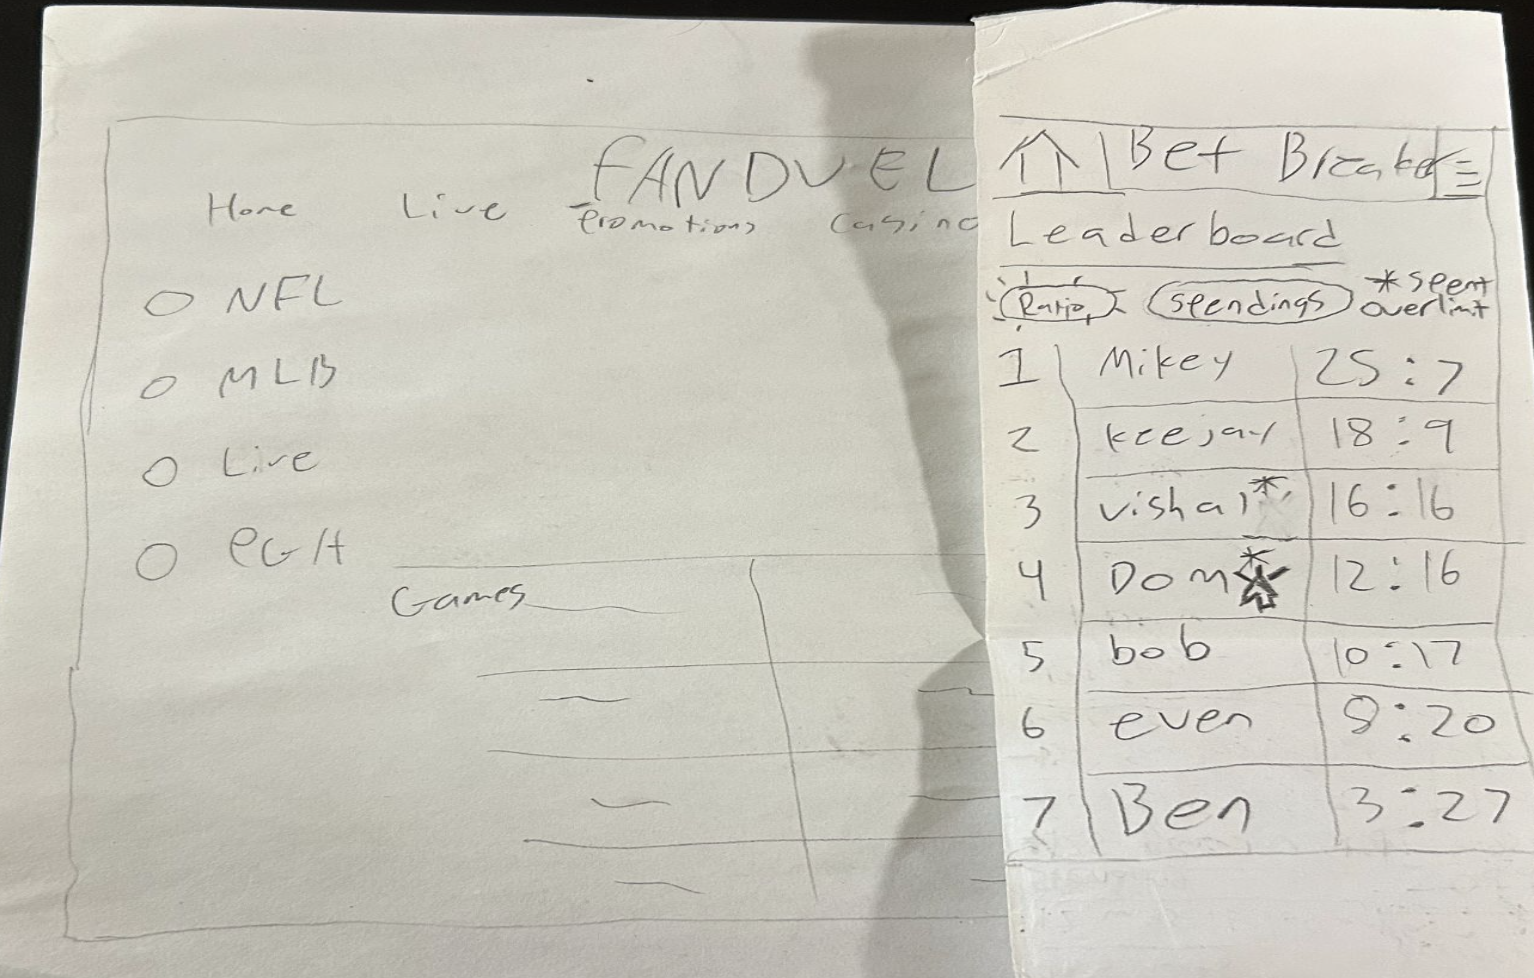 FANDUEL
Home Live Promotions Casino
NFL
MLB
Live
PGA
Games
Bet Breaker
Leaderboard
Ratio Spendings *spent
overlimit
1 Mikey 25:7
2 Keejay 18:9
3 Vishal* 16:16
4 Dom* 12:16
5 bob 10:17
6 even 8:20
7 Ben 3:27